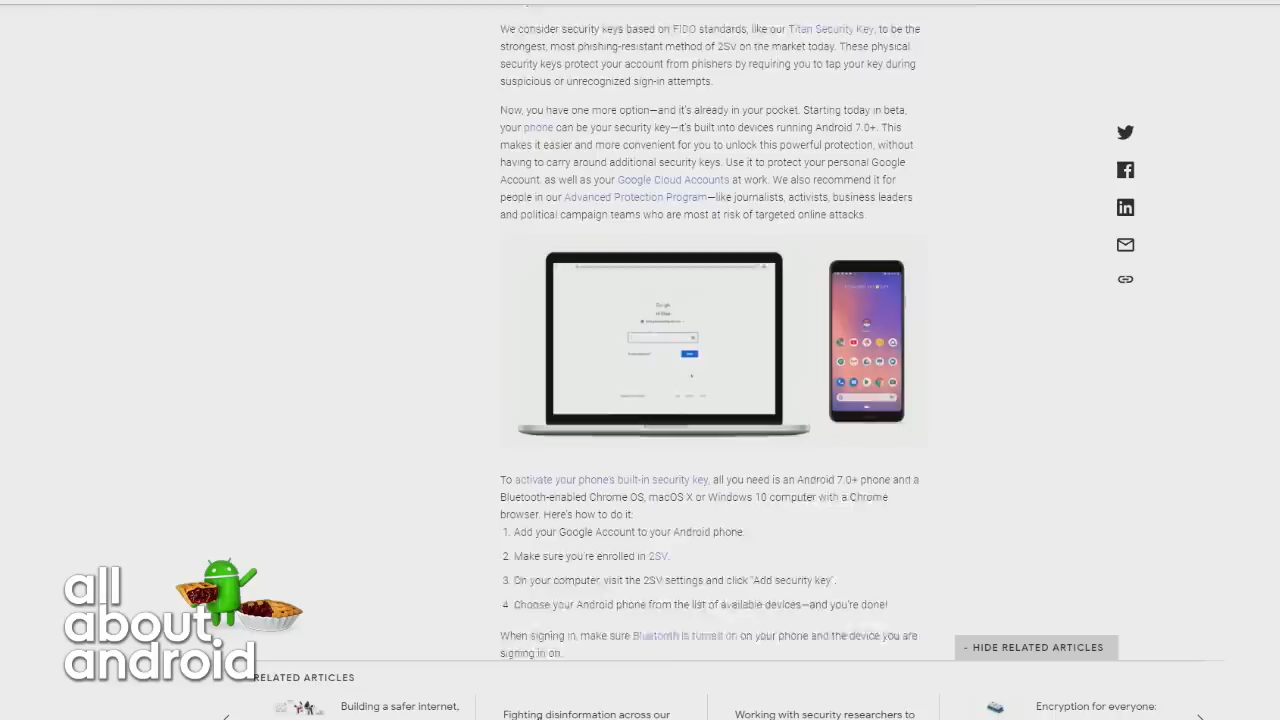 We consider security keys based on FIDO standards, like our Titan Security Key, to be the
strongest, most phishing-resistant method of 2SV on the market today. These physical
security keys protect your account from phishers by requiring you to tap your key during
suspicious or unrecognized sign-in attempts.
Now, you have one more option—and it's already in your pocket. Starting today in beta,
your phone can be your security key—it's built into devices running Android 7.0+. This
makes it easier and more convenient for you to unlock this powerful protection, without
having to carry around additional security keys. Use it to protect your personal Google
Account, as well as your Google Cloud Accounts at work. We also recommend it for
people in our Advanced Protection Program—like journalists, activists, business leaders
and political campaign teams who are most at risk of targeted online attacks.
Google
To activate your phone's built-in security key, all you need is an Android 7.0+ phone and a
Bluetooth-enabled Chrome OS, macOS X or Windows 10 computer with a Chrome
browser. Here's how to do it:
1. Add your Google Account to your Android phone.
2. Make sure you're enrolled in 2SV.
3. On your computer, visit the 2SV settings and click "Add security key".
4. Choose your Android phone from the list of available devices—and you're done!
When signing in, make sure Bluetooth is turned on on your phone and the device you are
signing in on.
- HIDE RELATED ARTICLES
all
about
android
RELATED ARTICLES
Building a safer internet,
Fighting disinformation across our
Working with security researchers to
Encryption for everyone: